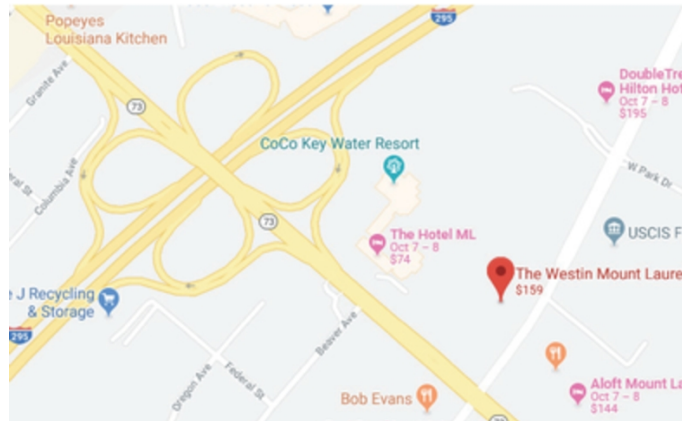 Popeyes
Louisiana Kitchen
295
DoubleTre
Hilton Hot
Oct 7 – 8
$195
Granite Ave
73
CoCo Key Water Resort
W Park Dr
Columbia Ave
eral St
73
The Hotel ML
Oct 7 – 8
$74
USCIS F
The Westin Mount Laure
$159
e J Recycling
& Storage
295
Beaver Ave
Oregon Ave
Federal St
Bob Evans
Aloft Mount La
Oct 7 – 8
$144